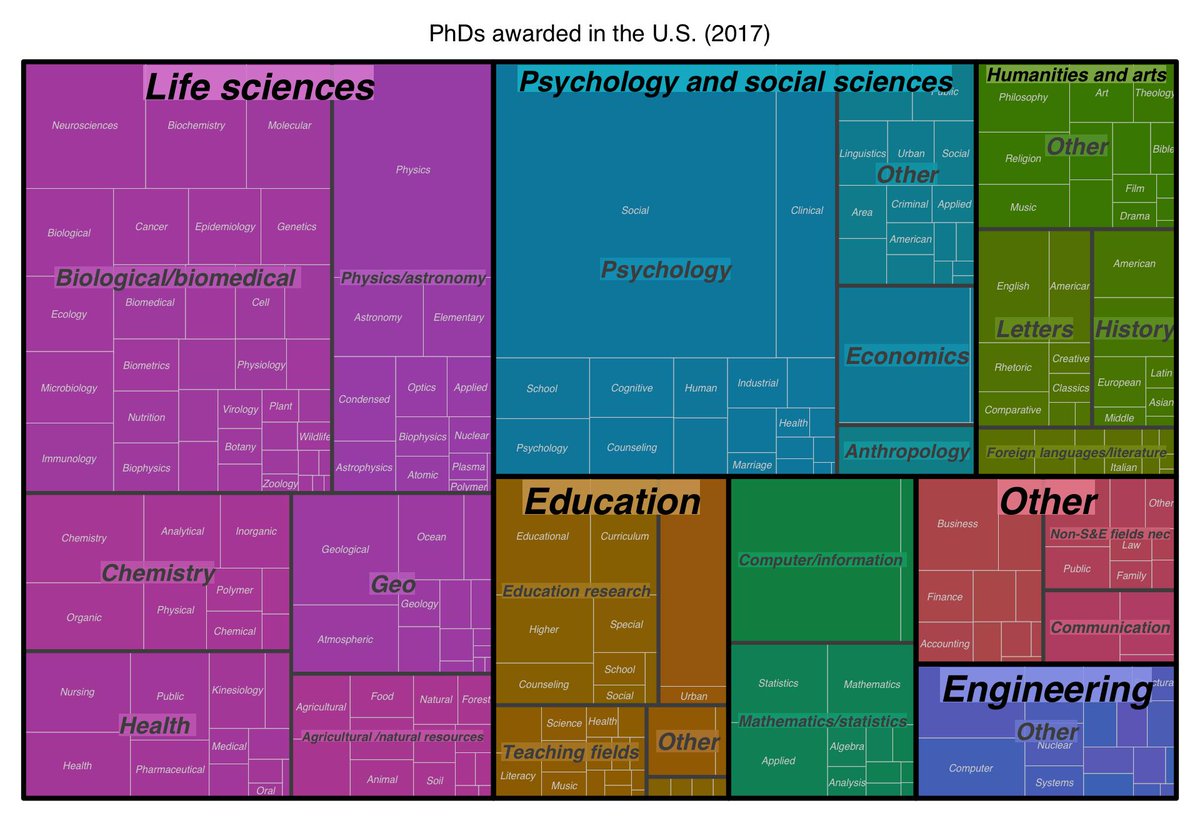 PhDs awarded in the U.S. (2017)
Life sciences
Neurosciences
Biochemistry
Molecular
Biological
Cancer
Epidemiology
Genetics
Biological/biomedical
Ecology
Biomedical
Cell
Microbiology
Biometrics
Physiology
Nutrition
Virology
Plant
Immunology
Biophysics
Botany
Wildlife
Zoology
Physics
Physics/astronomy
Astronomy
Elementary
Condensed
Optics
Applied
Biophysics
Nuclear
Astrophysics
Atomic
Plasma
Polymer
Chemistry
Analytical
Inorganic
Chemistry
Organic
Physical
Polymer
Chemical
Geological
Ocean
Geo
Geology
Atmospheric
Nursing
Public
Kinesiology
Health
Health
Pharmaceutical
Medical
Oral
Agricultural
Food
Natural
Forest
Agricultural /natural resources
Animal
Soil
Psychology and social sciences
Social
Clinical
Psychology
School
Cognitive
Human
Industrial
Psychology
Counseling
Health
Marriage
Public
Linguistics
Urban
Social
Other
Area
Criminal
Applied
American
Economics
Anthropology
Humanities and arts
Philosophy
Art
Theology
Religion
Other
Bible
Music
Film
Drama
English
American
Letters
Rhetoric
Creative
Classics
Comparative
American
History
European
Latin
Asian
Middle
Foreign languages/literature
Italian
Education
Educational
Curriculum
Education research
Higher
Special
Counseling
School
Social
Urban
Science
Health
Teaching fields
Literacy
Music
Other
Computer/information
Statistics
Mathematics
Mathematics/statistics
Applied
Algebra
Analysis
Other
Business
Finance
Accounting
Other
Non-S&E fields nec
Law
Public
Family
Communication
Engineering
ctura
Other
Nuclear
Computer
Systems